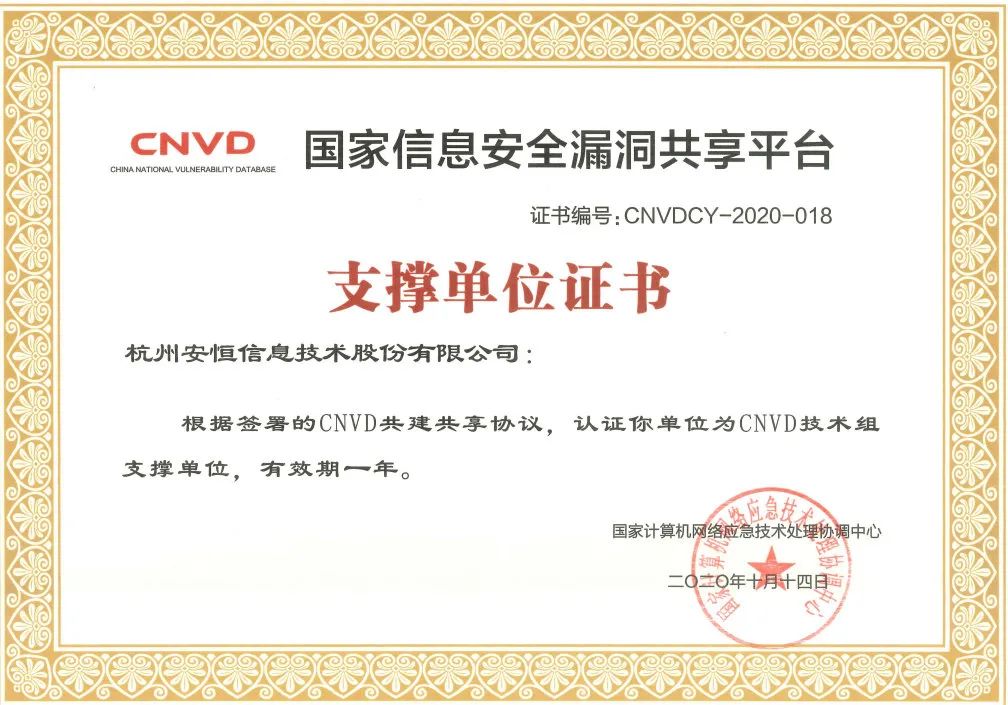 CNVD
CHINA NATIONAL VULNERABILITY DATABASE
国家信息安全漏洞共享平台
证书编号:CNVDCY-2020-018
支撑单位证书
杭州安恒信息技术股份有限公司：
根据签署的CNVD共建共享协议，认证你单位为CNVD技术组
支撑单位，有效期一年。
国家计算机网络应急技术处理协调中心
二〇二〇年十月十四日
国家计算机网络应急技术处理协调中心